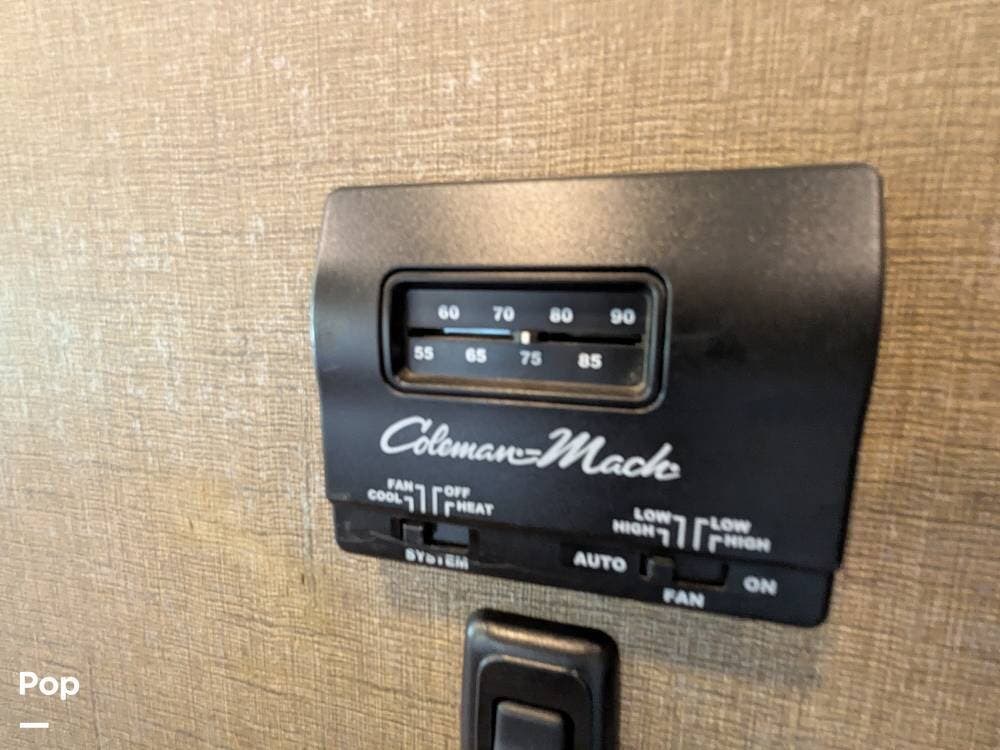 60 70 80 90
55 65 75 85
Coleman-Mach
FAN OFF
COOL HEAT
SYSTEM
LOW LOW
HIGH HIGH
AUTO ON
FAN
Pop